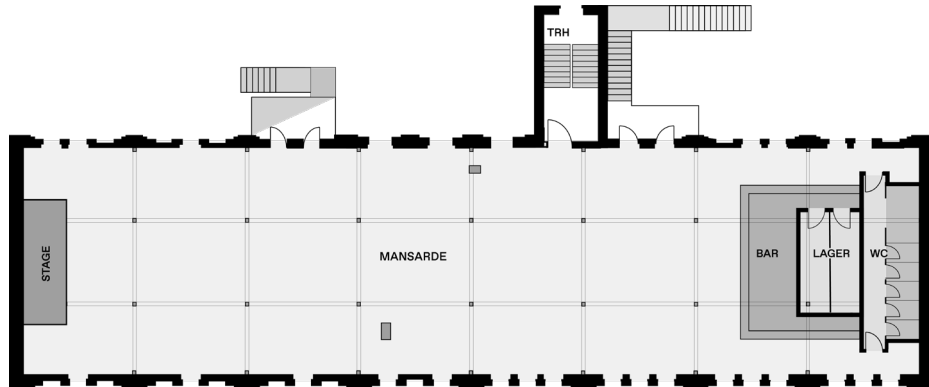 TRH
STAGE
MANSARDE
BAR
LAGER
WC